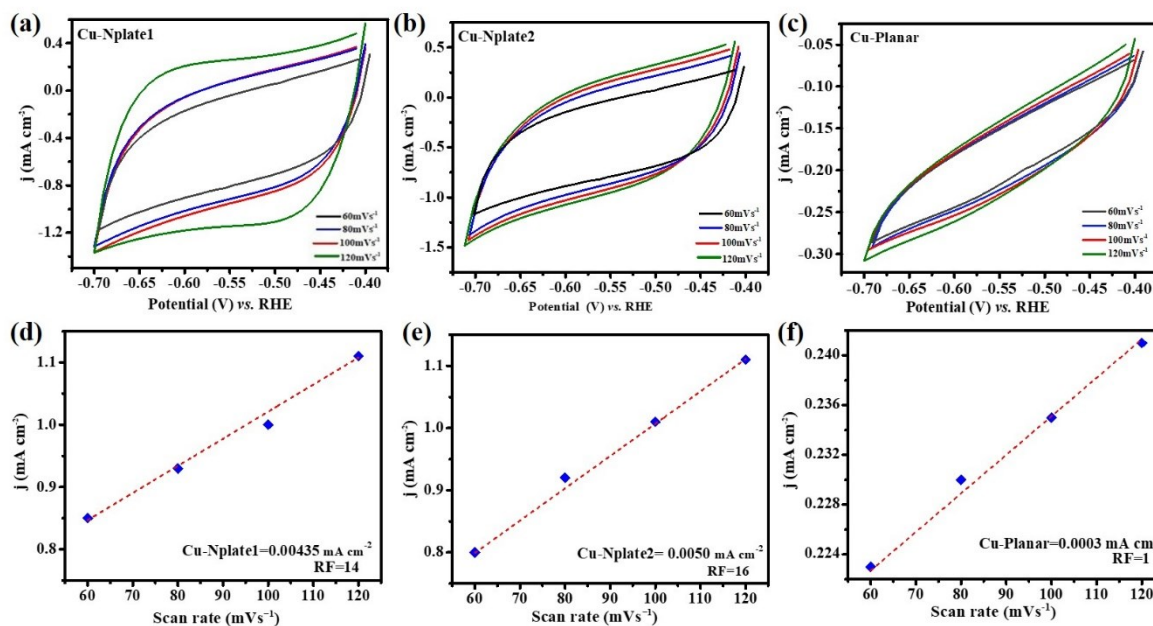 (a)
Cu-Nplate1
j (mA cm⁻²)
0.4
0.0
-0.4
-0.8
-1.2
60mVs⁻¹
80mVs⁻¹
100mVs⁻¹
120mVs⁻¹
-0.70 -0.65 -0.60 -0.55 -0.50 -0.45 -0.40
Potential (V) vs. RHE
(b)
Cu-Nplate2
j (mA cm⁻²)
0.5
0.0
-0.5
-1.0
-1.5
60mVs⁻¹
80mVs⁻¹
100mVs⁻¹
120mVs⁻¹
-0.70 -0.65 -0.60 -0.55 -0.50 -0.45 -0.40
Potential (V) vs. RHE
(c)
Cu-Planar
j (mA cm⁻²)
-0.05
-0.10
-0.15
-0.20
-0.25
-0.30
60mVs⁻¹
80mVs⁻¹
100mVs⁻¹
120mVs⁻¹
-0.70 -0.65 -0.60 -0.55 -0.50 -0.45 -0.40
Potential (V) vs. RHE
(d)
j (mA cm⁻²)
1.1
1.0
0.9
0.8
Cu-Nplate1=0.00435 mA cm⁻²
RF=14
60 70 80 90 100 110 120
Scan rate (mVs⁻¹)
(e)
j (mA cm⁻²)
1.1
1.0
0.9
0.8
Cu-Nplate2= 0.0050 mA cm⁻²
RF=16
60 70 80 90 100 110 120
Scan rate (mVs⁻¹)
(f)
j (mA cm⁻²)
0.240
0.236
0.232
0.228
0.224
Cu-Planar=0.0003 mA cm
RF=1
60 70 80 90 100 110 120
Scan rate (mVs⁻¹)